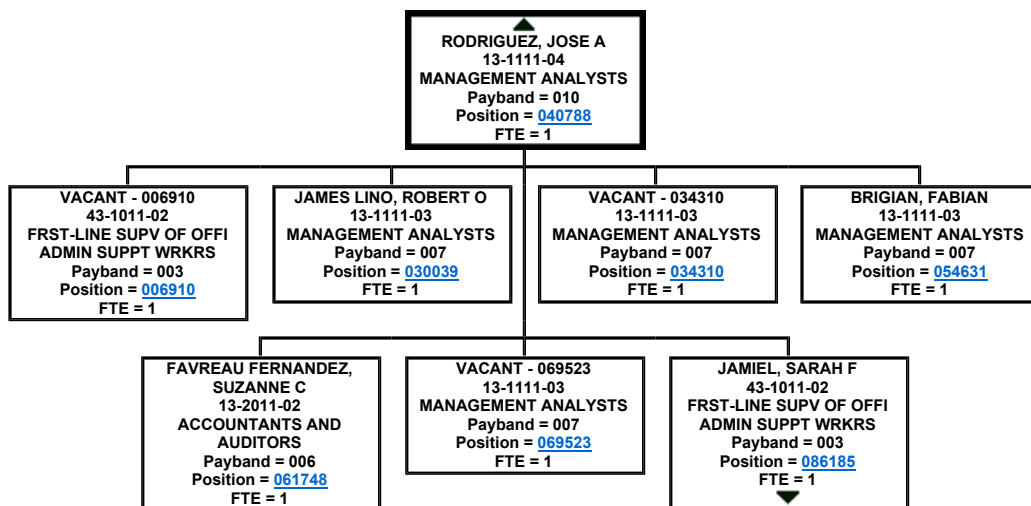 RODRIGUEZ, JOSE A
13-1111-04
MANAGEMENT ANALYSTS
Payband = 010
Position = 040788
FTE = 1
VACANT - 006910
43-1011-02
FRST-LINE SUPV OF OFFI
ADMIN SUPPT WRKRS
Payband = 003
Position = 006910
FTE = 1
JAMES LINO, ROBERT O
13-1111-03
MANAGEMENT ANALYSTS
Payband = 007
Position = 030039
FTE = 1
VACANT - 034310
13-1111-03
MANAGEMENT ANALYSTS
Payband = 007
Position = 034310
FTE = 1
BRIGIAN, FABIAN
13-1111-03
MANAGEMENT ANALYSTS
Payband = 007
Position = 054631
FTE = 1
FAVREAU FERNANDEZ,
SUZANNE C
13-2011-02
ACCOUNTANTS AND
AUDITORS
Payband = 006
Position = 061748
FTE = 1
VACANT - 069523
13-1111-03
MANAGEMENT ANALYSTS
Payband = 007
Position = 069523
FTE = 1
JAMIEL, SARAH F
43-1011-02
FRST-LINE SUPV OF OFFI
ADMIN SUPPT WRKRS
Payband = 003
Position = 086185
FTE = 1